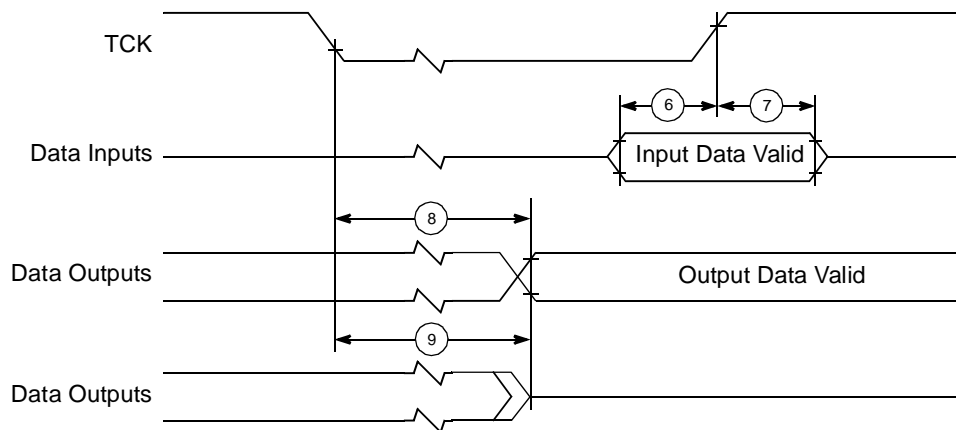 TCK
6
7
Data Inputs
Input Data Valid
8
Data Outputs
Output Data Valid
9
Data Outputs